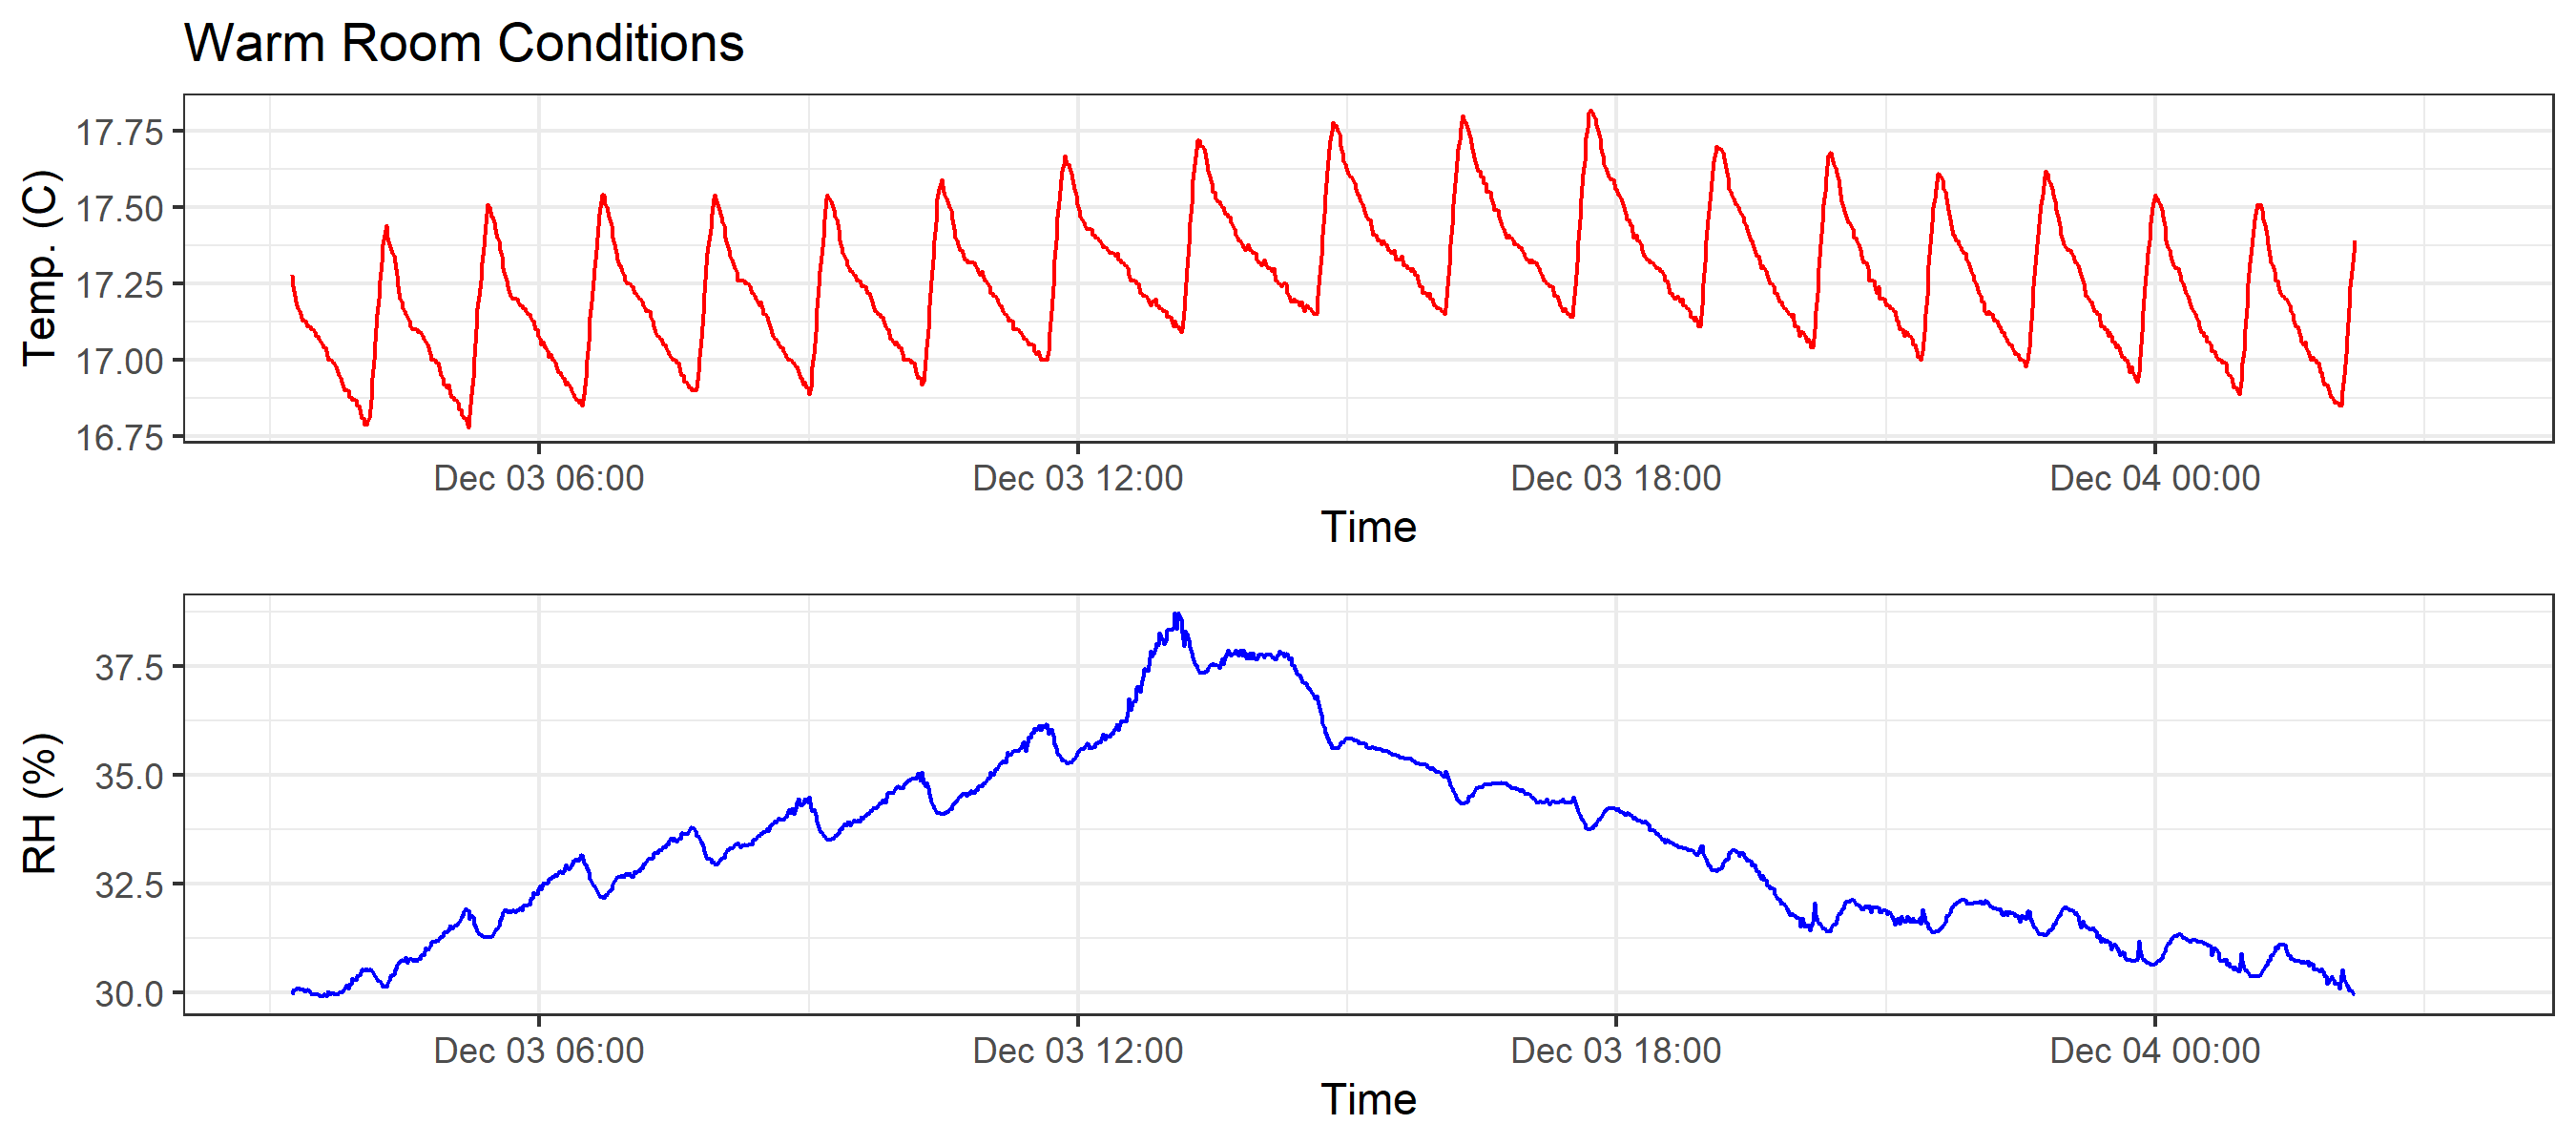 Warm Room Conditions
Temp. (C)
17.75
17.50
17.25
17.00
16.75
Dec 03 06:00 Dec 03 12:00 Dec 03 18:00 Dec 04 00:00
Time
RH (%)
37.5
35.0
32.5
30.0
Dec 03 06:00 Dec 03 12:00 Dec 03 18:00 Dec 04 00:00
Time